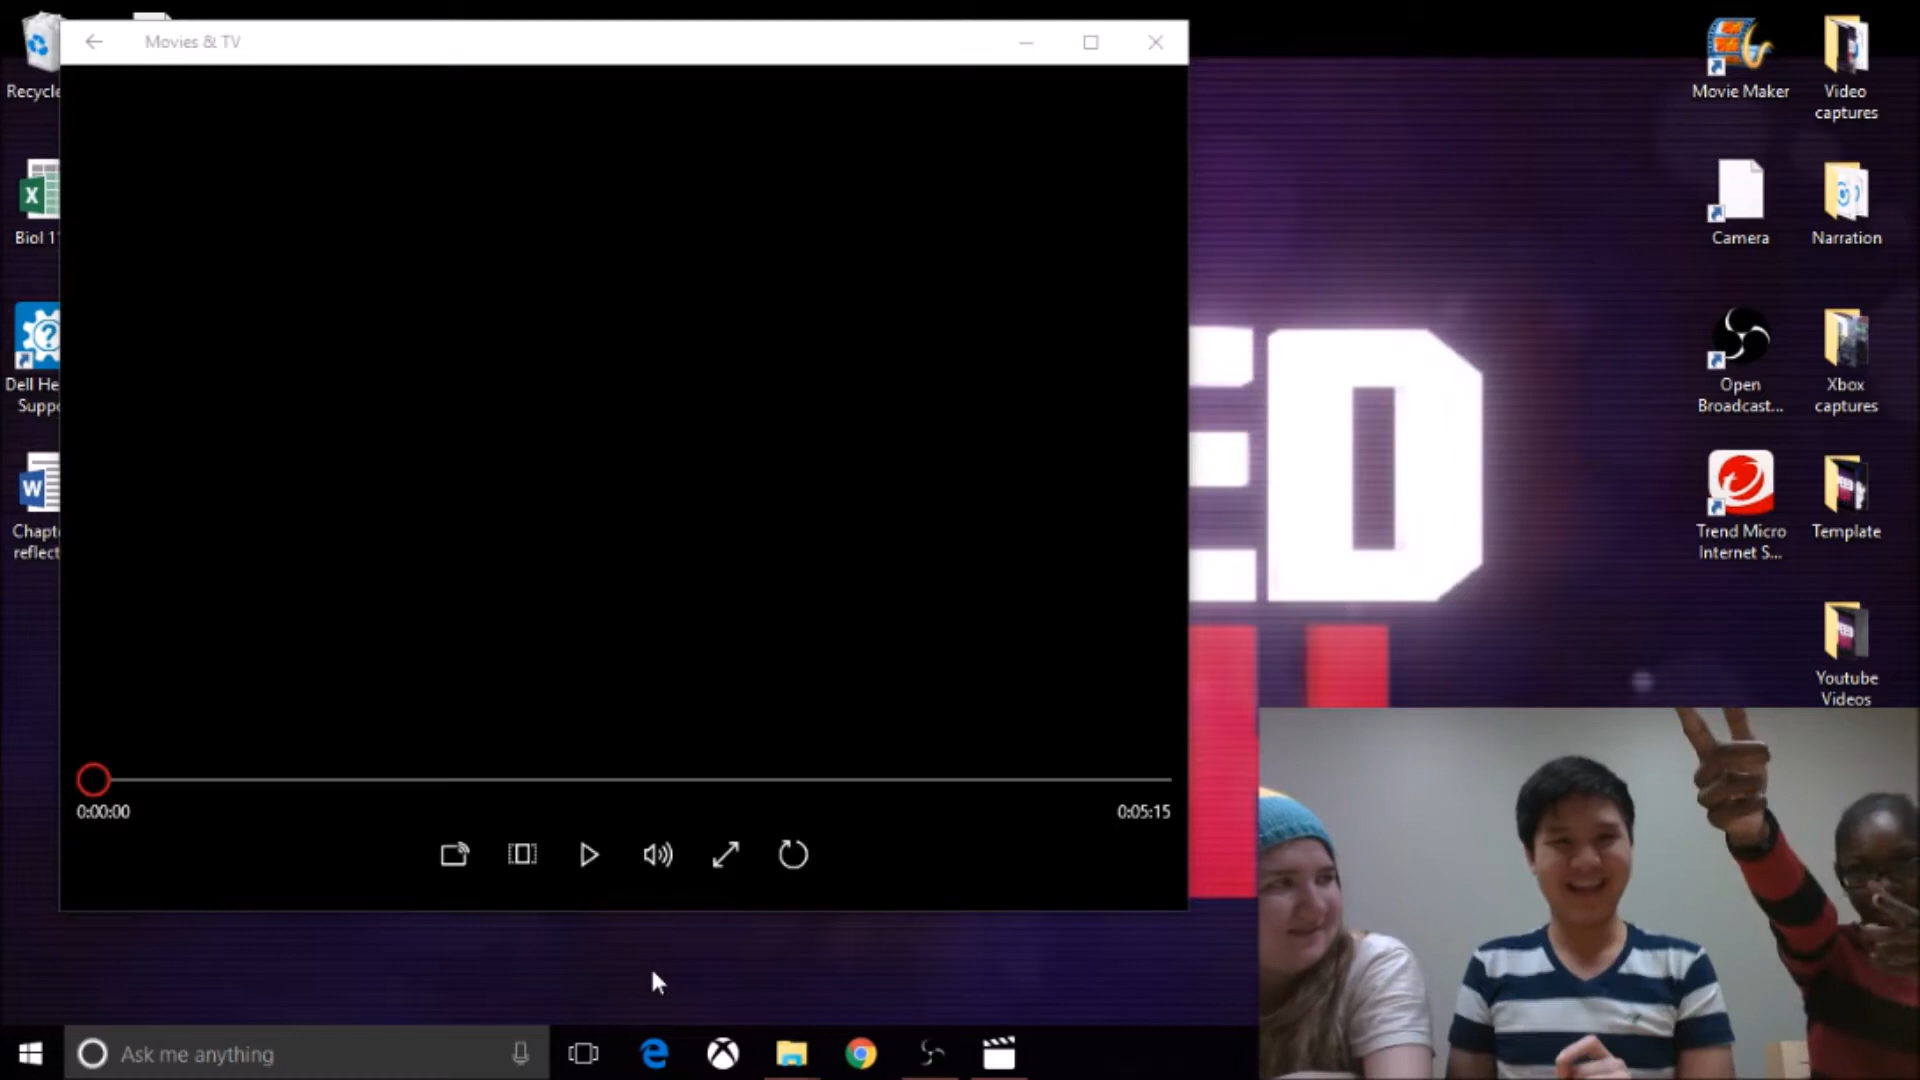 Movies & TV
Recycle
Biol 1
Dell He
Suppo
Chapt
reflect
Movie Maker
Video
captures
Camera
Narration
Open
Broadcast...
Xbox
captures
Trend Micro
Internet S...
Template
Youtube
Videos
ED
0:00:00
0:05:15
Ask me anything